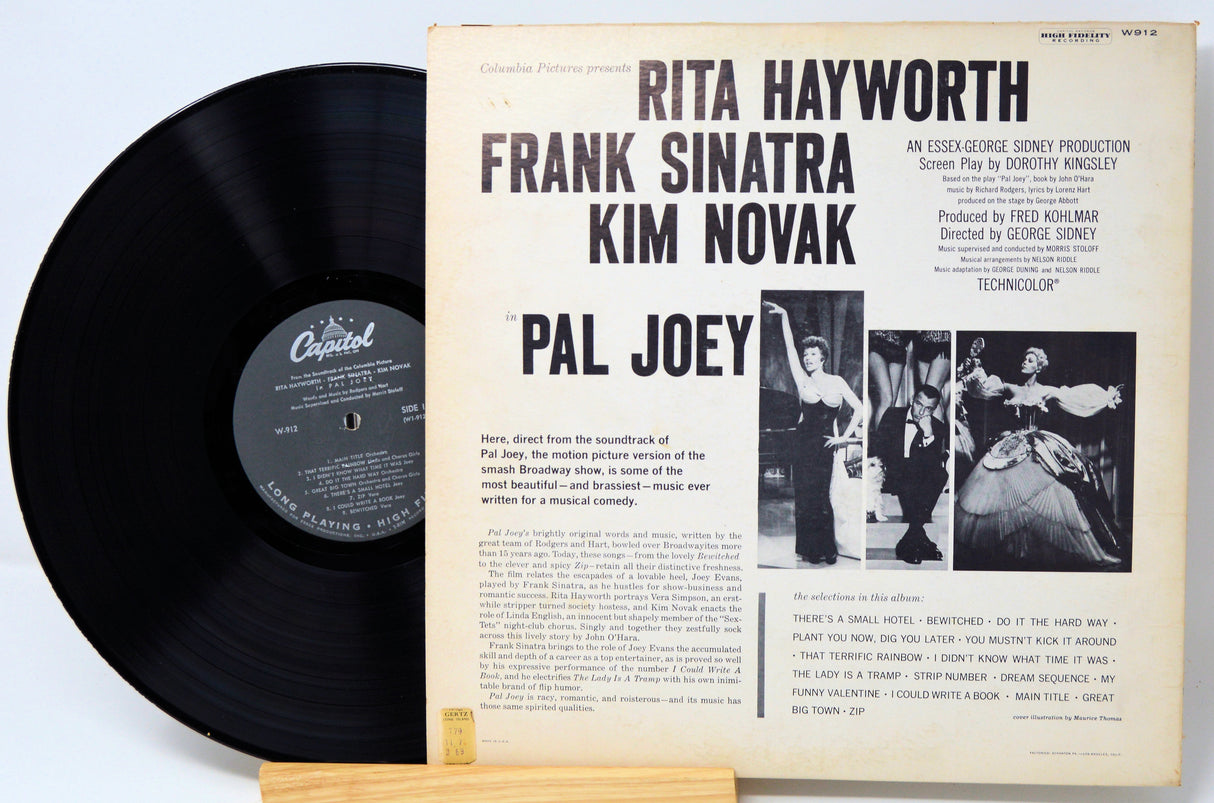 HIGH FIDELITY
RECORDING
W912
Columbia Pictures presents
RITA HAYWORTH
FRANK SINATRA
KIM NOVAK
in
PAL JOEY
AN ESSEX-GEORGE SIDNEY PRODUCTION
Screen Play by DOROTHY KINGSLEY
Based on the play "Pal Joey", book by John O'Hara
music by Richard Rodgers, lyrics by Lorenz Hart
produced on the stage by George Abbott
Produced by FRED KOHLMAR
Directed by GEORGE SIDNEY
Music supervised and conducted by MORRIS STOLOFF
Musical arrangements by NELSON RIDDLE
Music adaptation by GEORGE DUNING and NELSON RIDDLE
TECHNICOLOR®
Here, direct from the soundtrack of
Pal Joey, the motion picture version of the
smash Broadway show, is some of the
most beautiful—and brassiest—music ever
written for a musical comedy.
Pal Joey's brightly original words and music, written by the
great team of Rodgers and Hart, bowled over Broadwayites more
than 15 years ago. Today, these songs—from the lovely Bewitched
to the clever and spicy Zip—retain all their distinctive freshness.
The film relates the escapades of a lovable heel, Joey Evans,
played by Frank Sinatra, as he hustles for show-business and
romantic success. Rita Hayworth portrays Vera Simpson, an erst-
while stripper turned society hostess, and Kim Novak enacts the
role of Linda English, an innocent but shapely member of the "Sex-
Tets" night-club chorus. Singly and together they zestfully sock
across this lively story by John O'Hara.
Frank Sinatra brings to the role of Joey Evans the accumulated
skill and depth of a career as a top entertainer, as is proved so well
by his expressive performance of the number I Could Write A
Book, and he electrifies The Lady Is A Tramp with his own inimi-
table brand of flip humor.
Pal Joey is racy, romantic, and roisterous—and its music has
those same spirited qualities.
the selections in this album:
THERE'S A SMALL HOTEL · BEWITCHED · DO IT THE HARD WAY ·
PLANT YOU NOW, DIG YOU LATER · YOU MUSTN'T KICK IT AROUND
· THAT TERRIFIC RAINBOW · I DIDN'T KNOW WHAT TIME IT WAS ·
THE LADY IS A TRAMP · STRIP NUMBER · DREAM SEQUENCE · MY
FUNNY VALENTINE · I COULD WRITE A BOOK · MAIN TITLE · GREAT
BIG TOWN · ZIP
cover illustration by Maurice Thomas
MADE IN U.S.A.
GERTZ
LONG ISLAND
Capitol
From the Soundtrack of the Columbia Picture
RITA HAYWORTH · FRANK SINATRA · KIM NOVAK
in PAL JOEY
Words and Music by Rodgers and Hart
Music Supervised and Conducted by Morris Stoloff
SIDE 1
W-912
(W1-912
1. MAIN TITLE Orchestra
2. THAT TERRIFIC RAINBOW Linda and Chorus Girls
3. I DIDN'T KNOW WHAT TIME IT WAS Joey
4. DO IT THE HARD WAY Orchestra
5. GREAT BIG TOWN Orchestra and Chorus Girls
6. THERE'S A SMALL HOTEL Joey
7. ZIP Vera
8. I COULD WRITE A BOOK Joey
9. BEWITCHED Vera
LONG PLAYING · HIGH FI